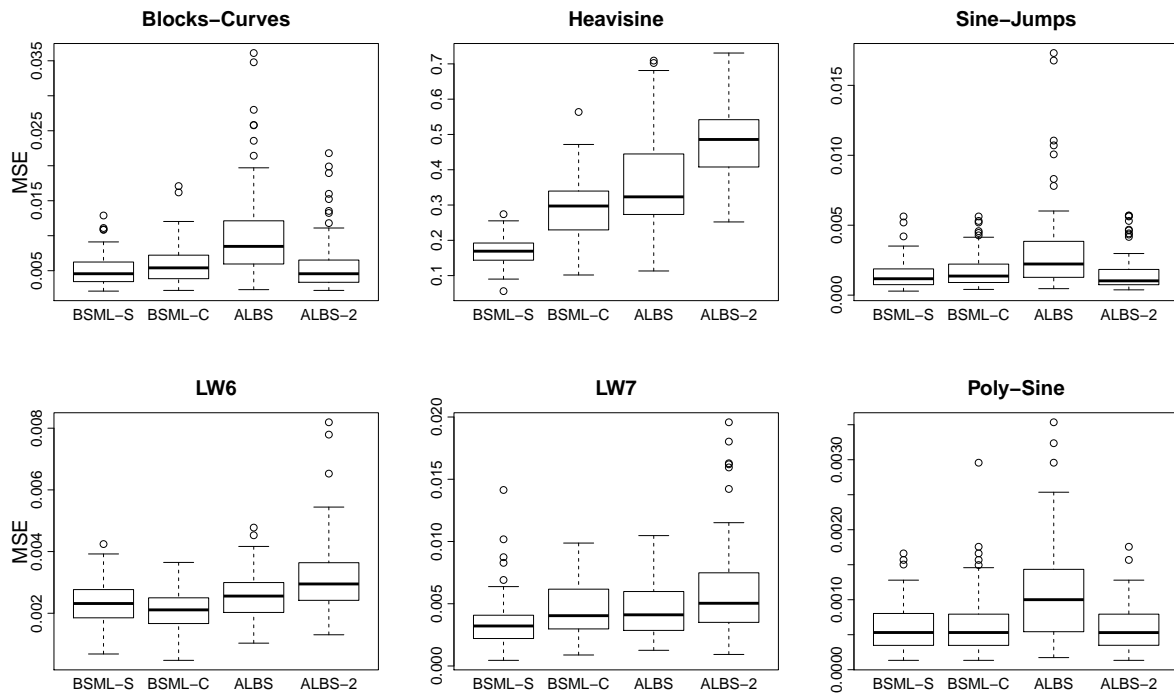 Blocks−Curves
MSE
0.035
0.025
0.015
0.005
BSML−S BSML−C ALBS ALBS−2
Heavisine
0.7
0.6
0.5
0.4
0.3
0.2
0.1
BSML−S BSML−C ALBS ALBS−2
Sine−Jumps
0.015
0.010
0.005
0.000
BSML−S BSML−C ALBS ALBS−2
LW6
MSE
0.008
0.006
0.004
0.002
BSML−S BSML−C ALBS ALBS−2
LW7
0.020
0.015
0.010
0.005
0.000
BSML−S BSML−C ALBS ALBS−2
Poly−Sine
0.0030
0.0020
0.0010
0.0000
BSML−S BSML−C ALBS ALBS−2